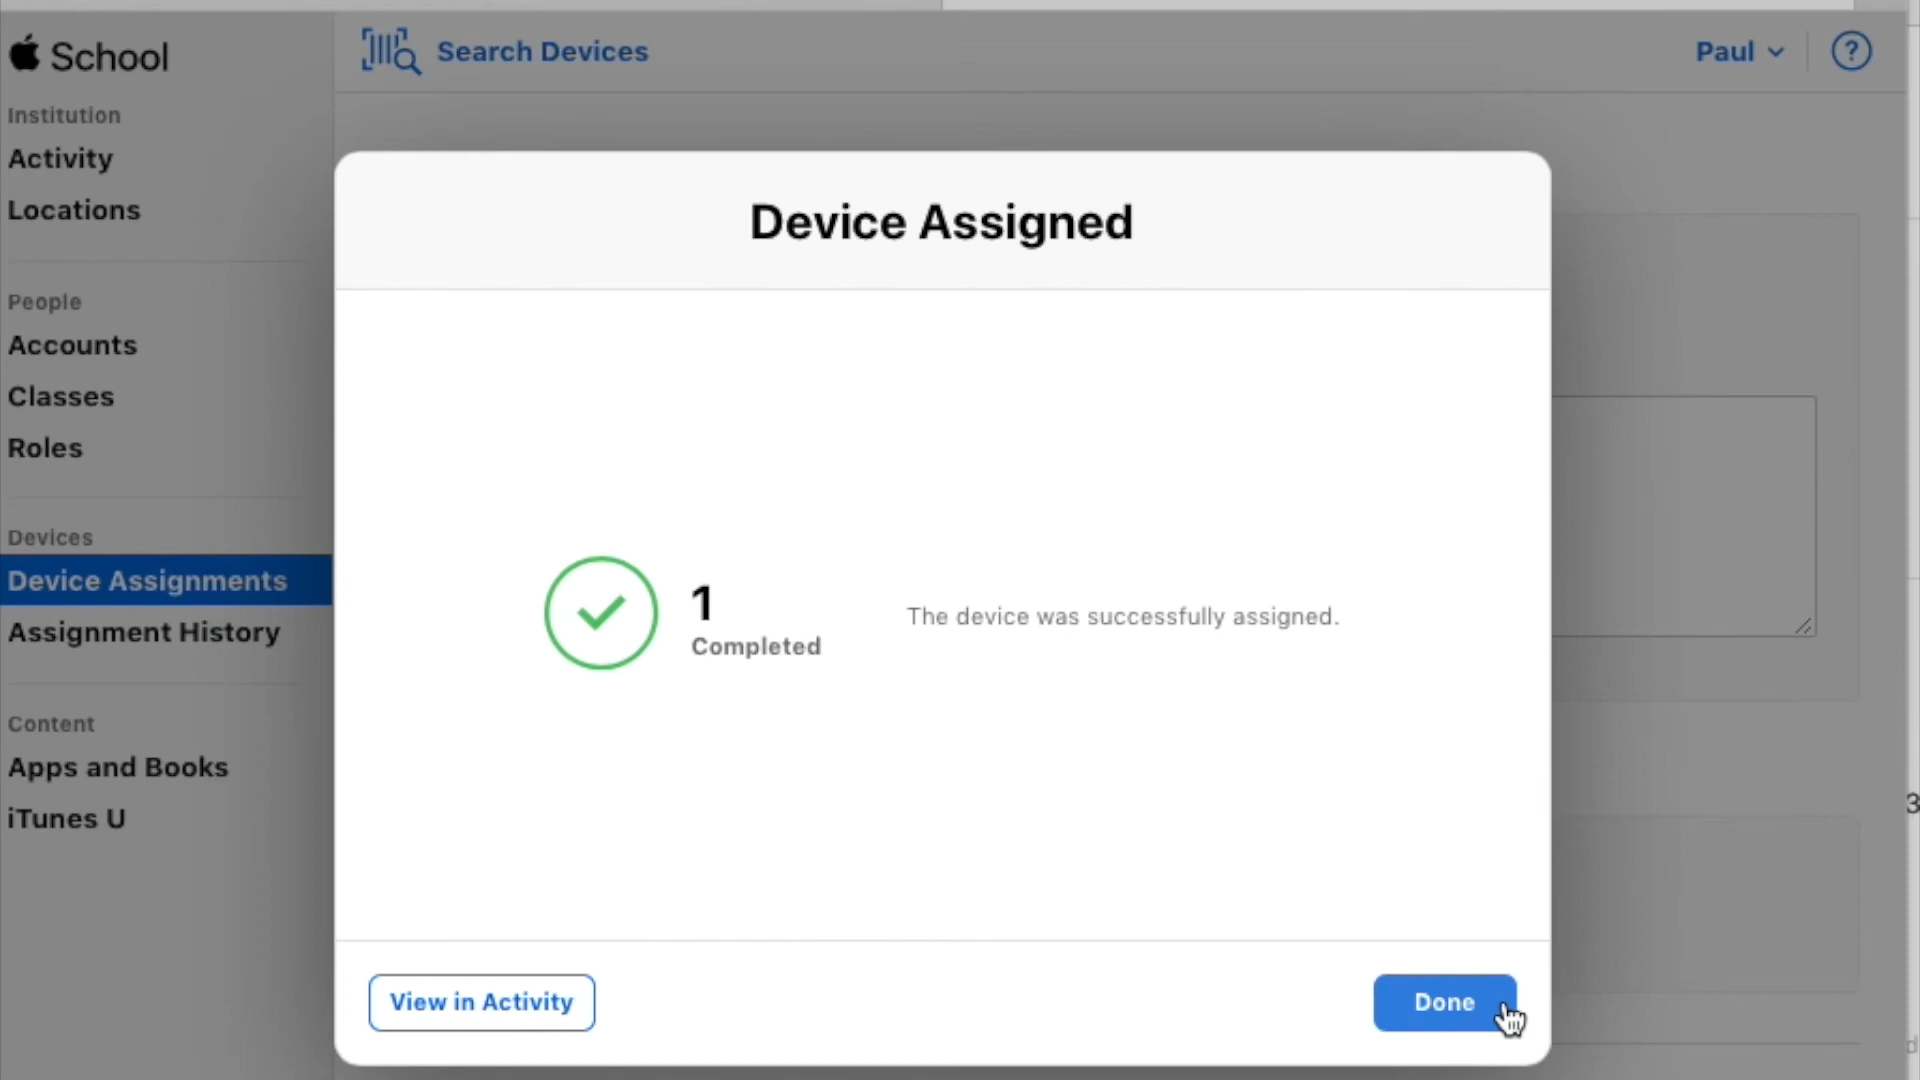 School
Institution
Activity
Locations
People
Accounts
Classes
Roles
Devices
Device Assignments
Assignment History
Content
Apps and Books
iTunes U
Search Devices
Paul
?
Device Assigned
1
Completed
The device was successfully assigned.
View in Activity
Done
3